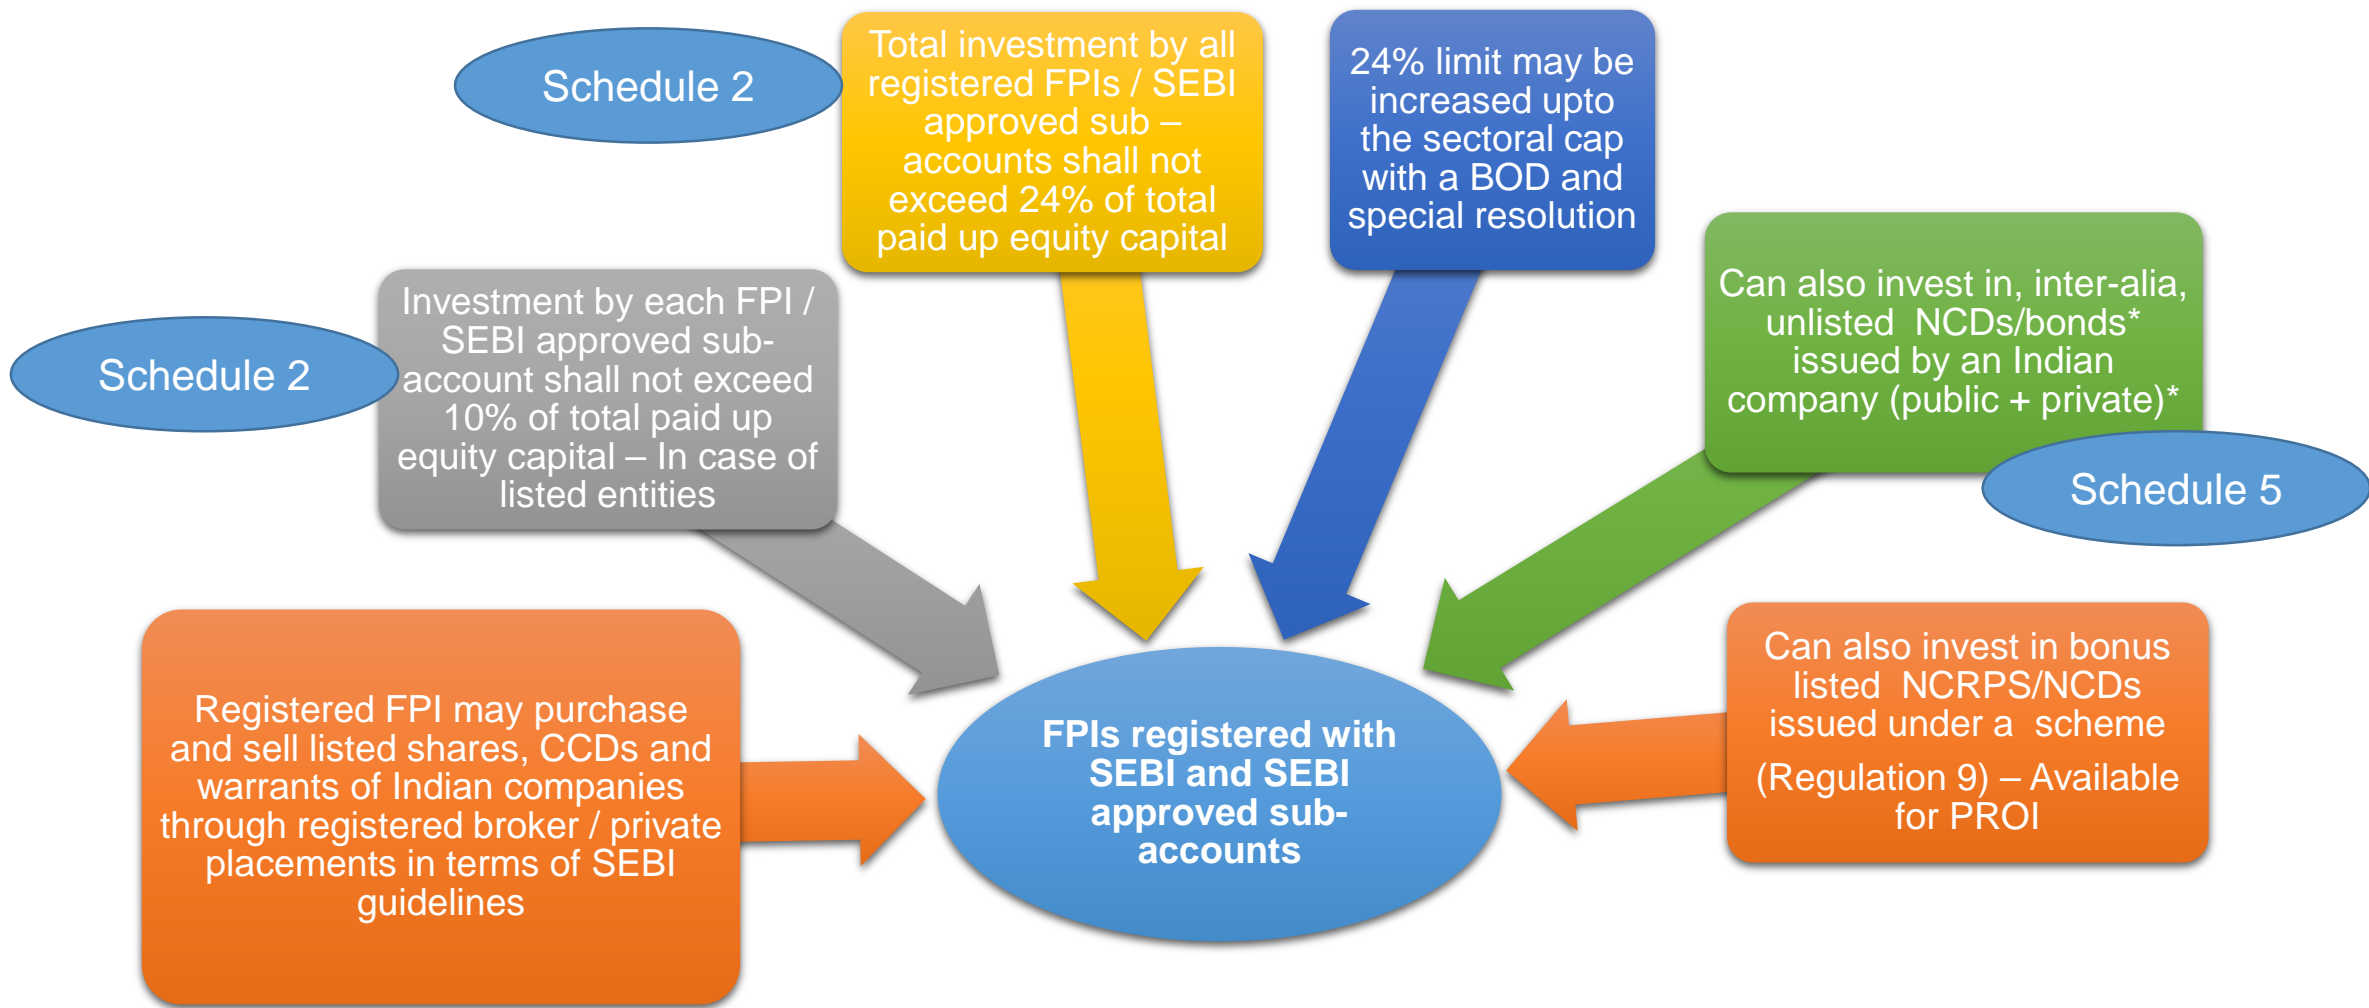 Schedule 2
Total investment by all
registered FPIs / SEBI
approved sub –
accounts shall not
exceed 24% of total
paid up equity capital
24% limit may be
increased upto
the sectoral cap
with a BOD and
special resolution
Schedule 2
Investment by each FPI /
SEBI approved sub-
account shall not exceed
10% of total paid up
equity capital – In case of
listed entities
Can also invest in, inter-alia,
unlisted NCDs/bonds*
issued by an Indian
company (public + private)*
Schedule 5
Registered FPI may purchase
and sell listed shares, CCDs and
warrants of Indian companies
through registered broker / private
placements in terms of SEBI
guidelines
FPIs registered with
SEBI and SEBI
approved sub-
accounts
Can also invest in bonus
listed NCRPS/NCDs
issued under a scheme
(Regulation 9) – Available
for PROI